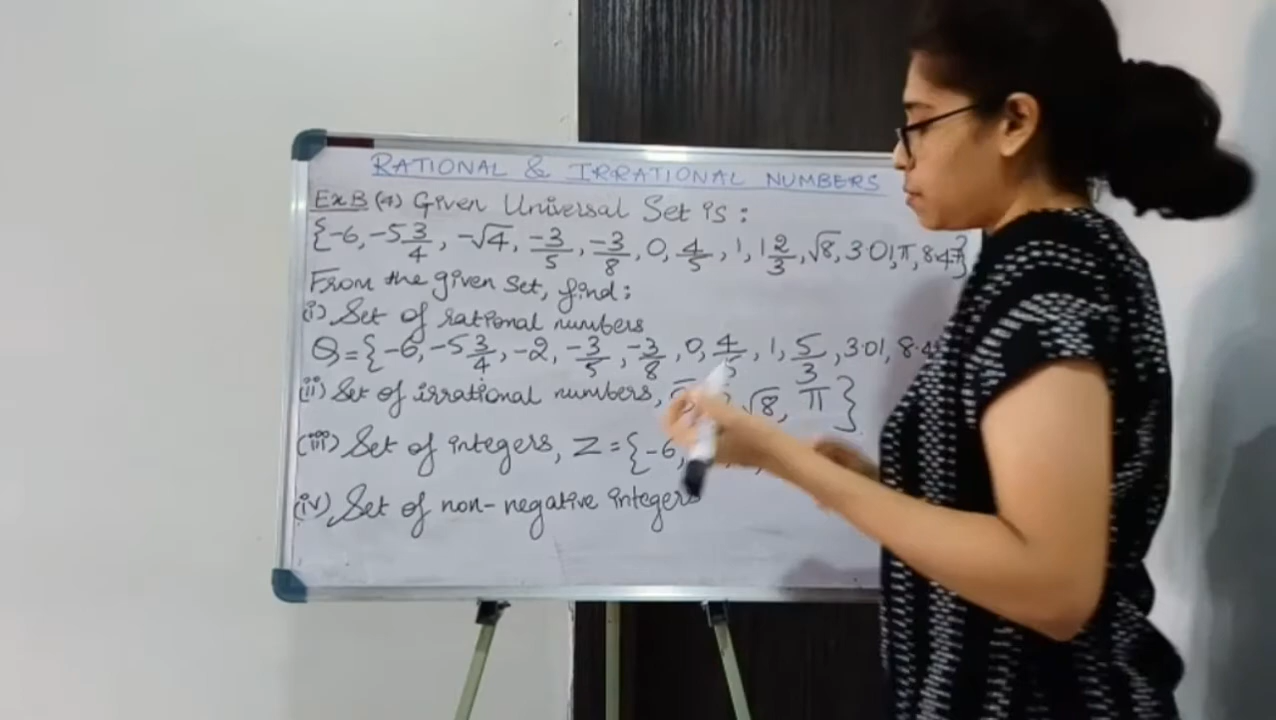 RATIONAL & IRRATIONAL NUMBERS
Ex B (4) Given Universal Set is :
{-6, -5 3/4, -√4, -3/5, -3/8, 0, 4/5, 1, 1 2/3, √8, 3.01, π, 8.47}
From the given set, find :
(i) Set of rational numbers
Q = {-6, -5 3/4, -2, -3/5, -3/8, 0, 4/5, 1, 5/3, 3.01, 8.4
(ii) Set of irrational numbers, √8, π }
(iii) Set of integers, Z = {-6,
(iv) Set of non-negative integers